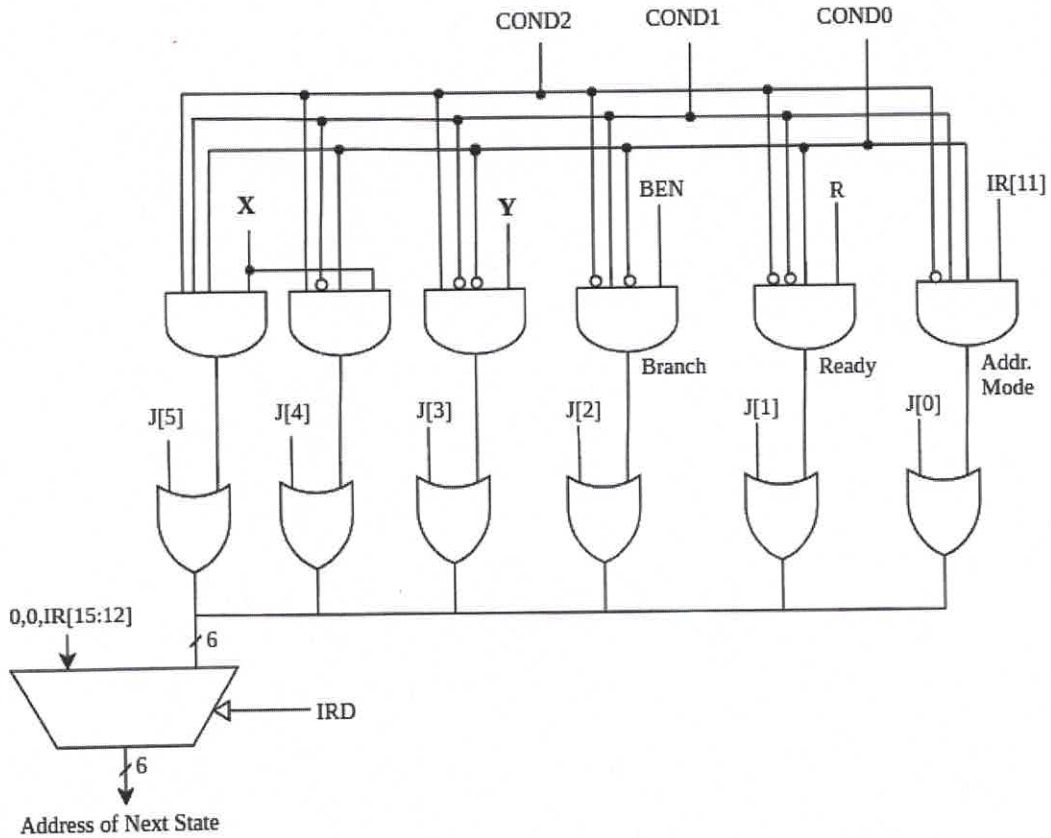 COND2
COND1
COND0
X
Y
BEN
R
IR[11]
Branch
Ready
Addr.
Mode
J[5]
J[4]
J[3]
J[2]
J[1]
J[0]
0,0,IR[15:12]
6
IRD
6
Address of Next State